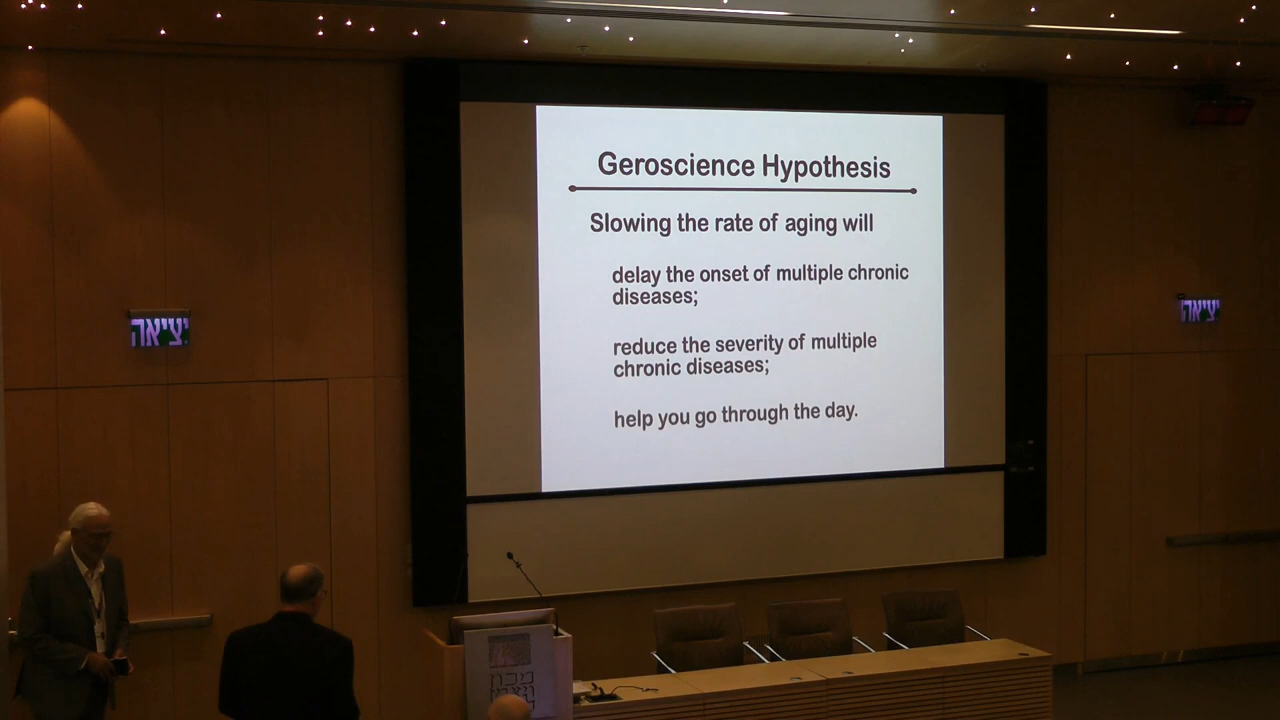 Geroscience Hypothesis
Slowing the rate of aging will
delay the onset of multiple chronic
diseases;
reduce the severity of multiple
chronic diseases;
help you go through the day.
יציאה
יציאה